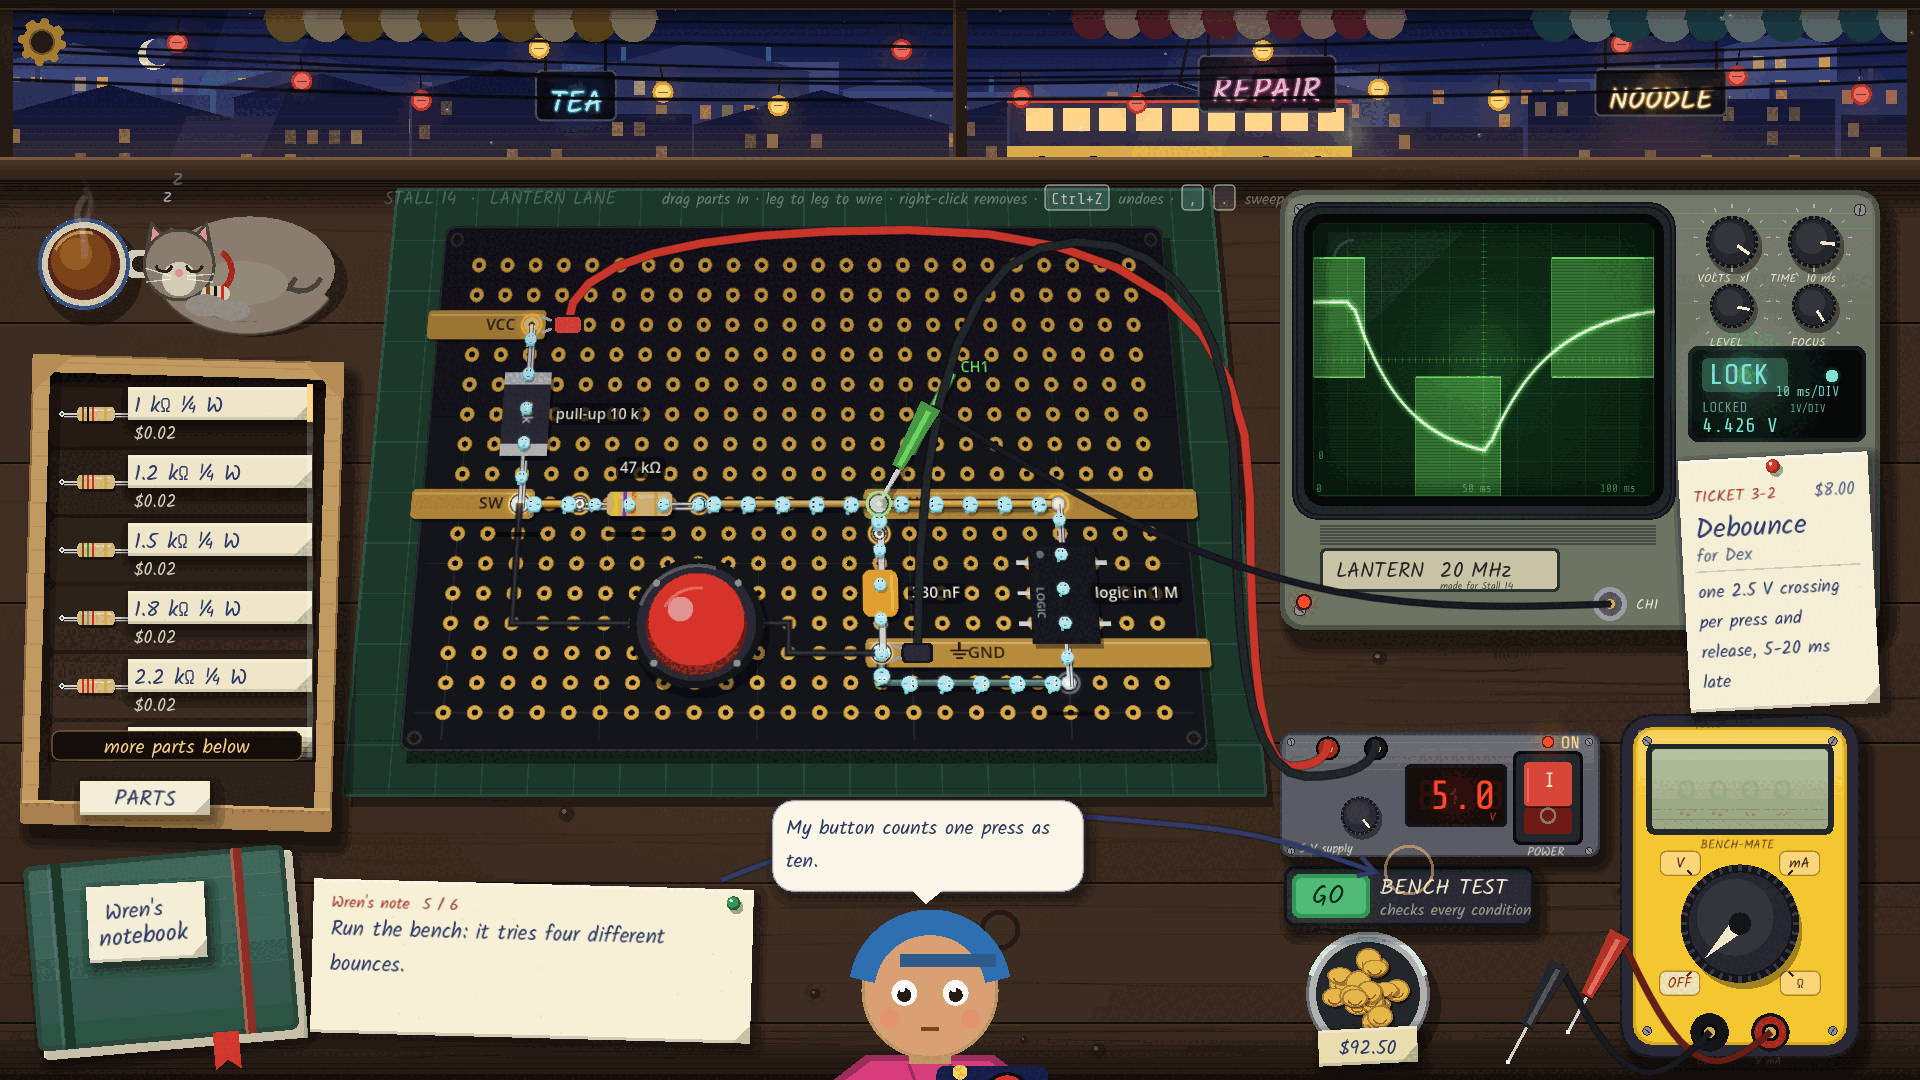 TEA
REPAIR
NOODLE
STALL 14 · LANTERN LANE
drag parts in · leg to leg to wire · right-click removes · Ctrl+Z undoes · , . sweep
VCC
pull-up 10 k
47 kΩ
SW
CH1
330 nF
LOGIC
logic in 1 M
GND
1 kΩ ¼ W
$0.02
1.2 kΩ ¼ W
$0.02
1.5 kΩ ¼ W
$0.02
1.8 kΩ ¼ W
$0.02
2.2 kΩ ¼ W
$0.02
more parts below
PARTS
0
0
50 ms
100 ms
VOLTS x1
TIME 10 ms
LEVEL
FOCUS
LOCK
10 ms/DIV
LOCKED
1V/DIV
4.426 V
LANTERN 20 MHz
made for Stall 14
CH1
TICKET 3-2
$8.00
Debounce
for Dex
one 2.5 V crossing
per press and
release, 5-20 ms
late
ON
5.0
V
I
V supply
POWER
GO
BENCH TEST
checks every condition
$92.50
BENCH-MATE
V
mA
OFF
Ω
My button counts one press as
ten.
Wren's
notebook
Wren's note 5 / 6
Run the bench: it tries four different
bounces.
z
z